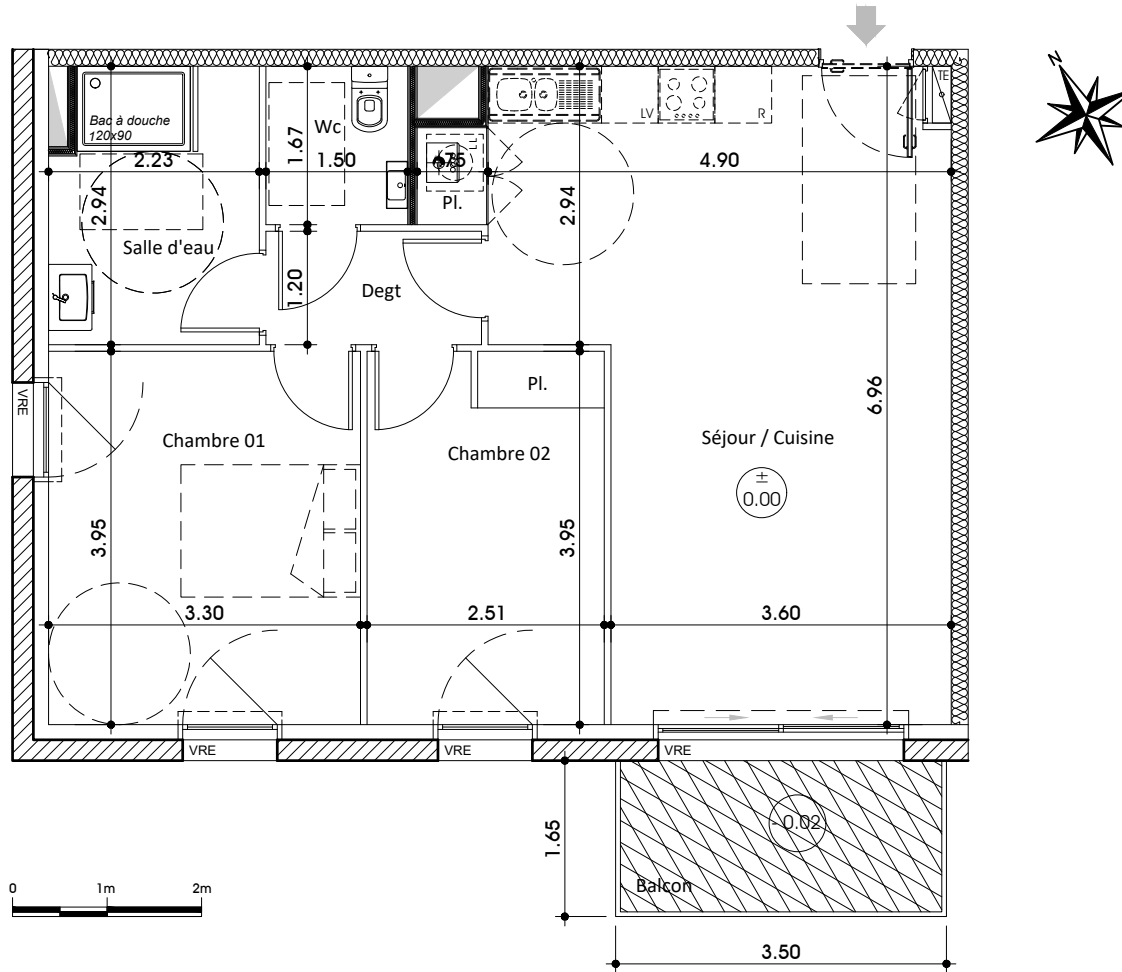 N
TE
Bac à douche
120x90
Wc
LV
R
LL
1.67
2.23
1.50
.75
4.90
Pl.
2.94
2.94
Salle d'eau
1.20
Degt
Pl.
6.96
VRE
Chambre 01
Chambre 02
Séjour / Cuisine
±
0.00
3.95
3.95
3.30
2.51
3.60
VRE
VRE
VRE
1.65
- 0.02
Balcon
0 1m 2m
3.50